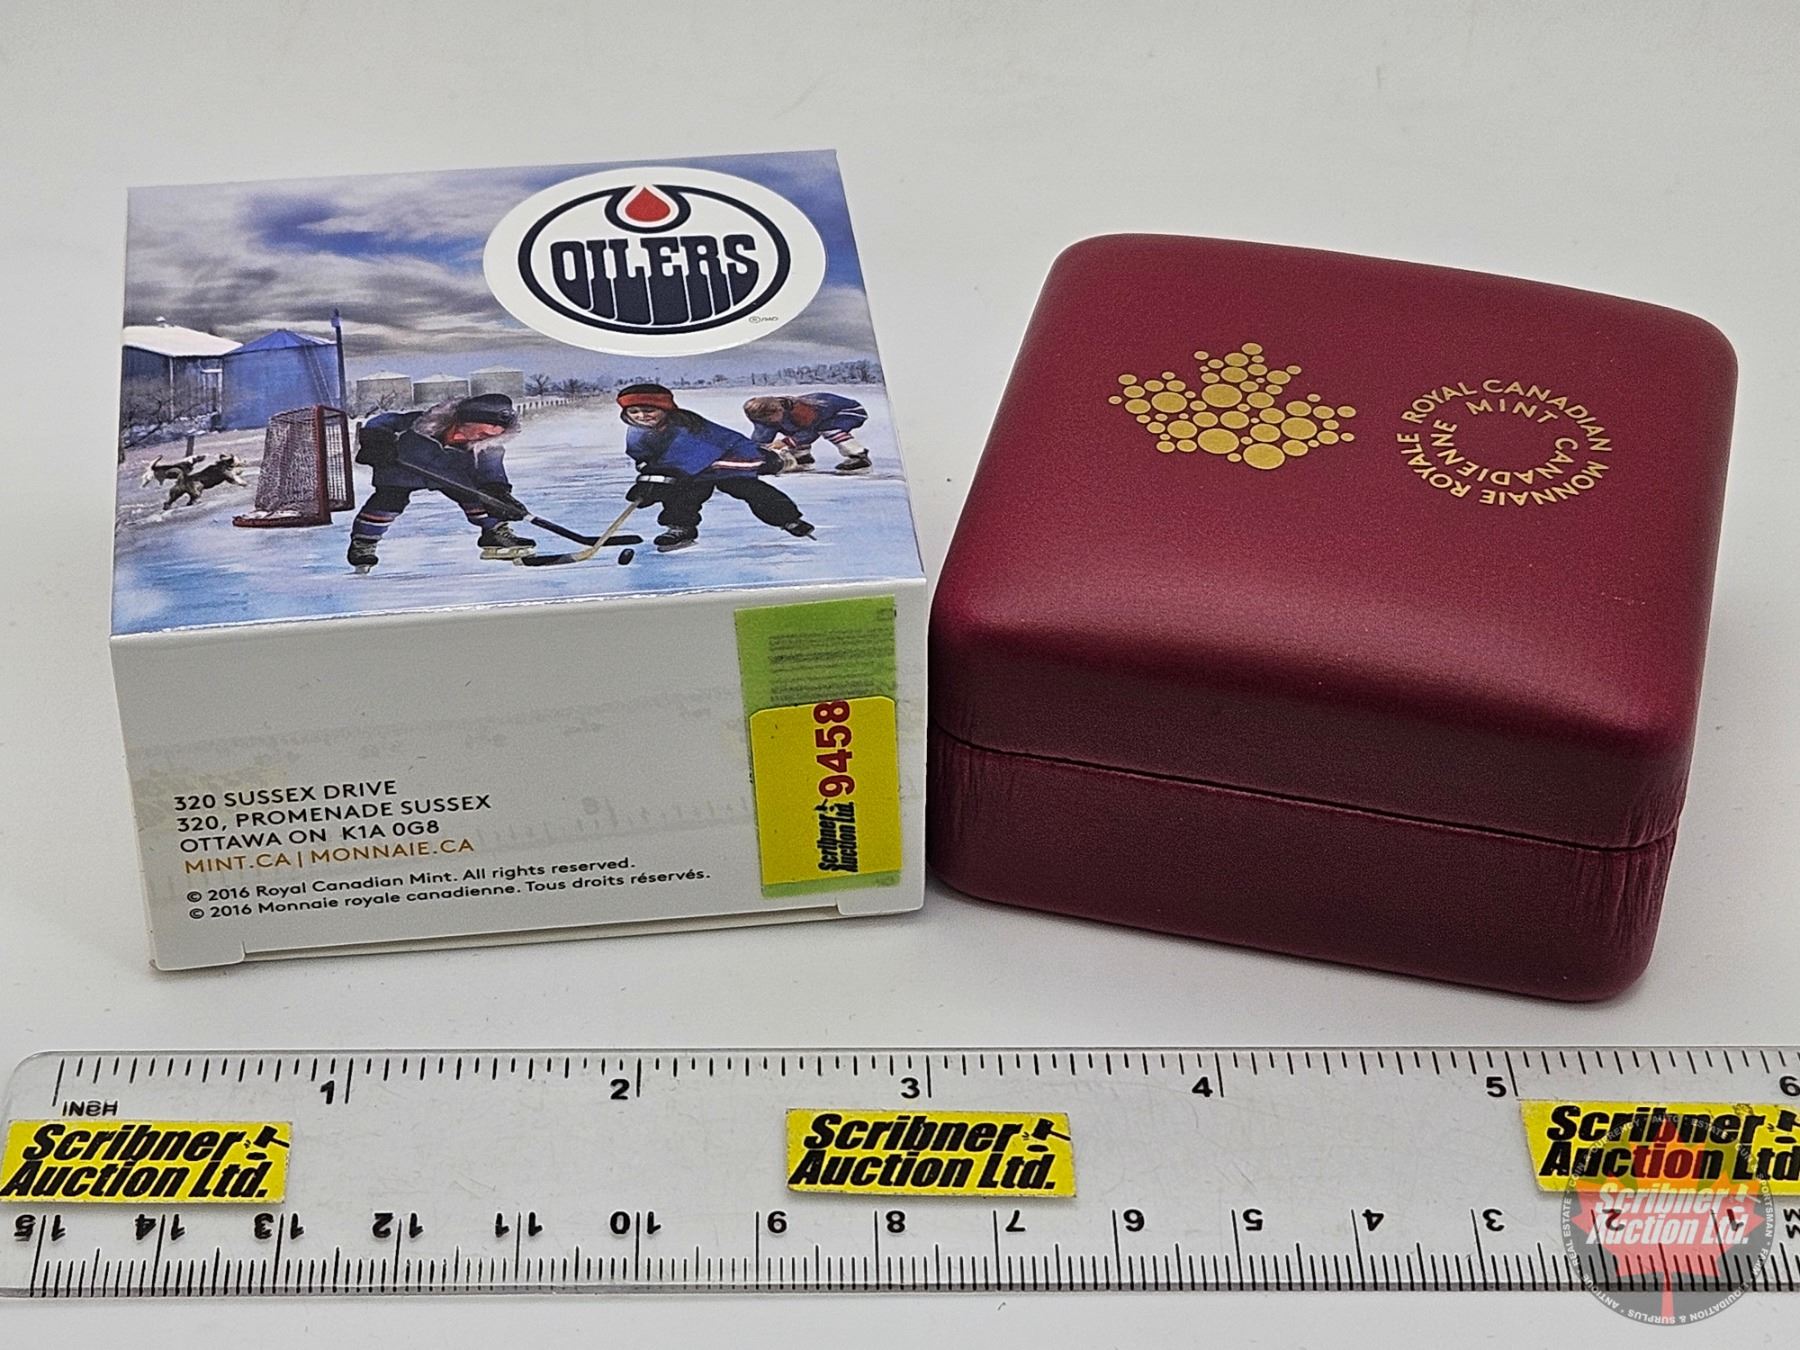 OILERS
320 SUSSEX DRIVE
320, PROMENADE SUSSEX
OTTAWA ON K1A 0G8
MINT.CA | MONNAIE.CA
© 2016 Royal Canadian Mint. All rights reserved.
© 2016 Monnaie royale canadienne. Tous droits réservés.
Scribner
Auction Ltd.
9458
ROYAL CANADIAN MINT
MONNAIE ROYALE CANADIENNE
1 2 3 4 5 6
INCH
Scribner
Auction Ltd.
Scribner
Auction Ltd.
Scribner
Auction Ltd.
15 14 13 12 11 10 9 8 7 6 5 4 3 2 1
Scribner
Auction Ltd.